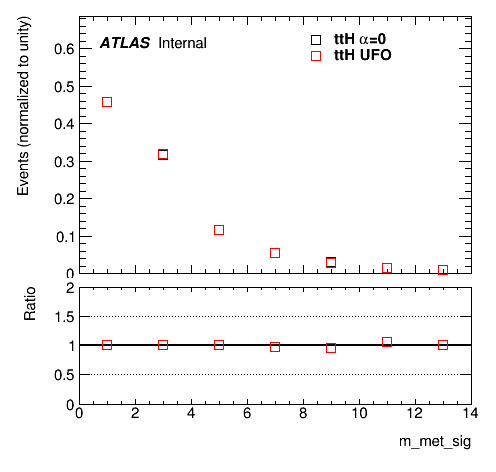 ATLAS Internal
ttH α=0
ttH UFO
Events (normalized to unity)
0.6
0.5
0.4
0.3
0.2
0.1
0
Ratio
2
1.5
1
0.5
0
0 2 4 6 8 10 12 14
m_met_sig